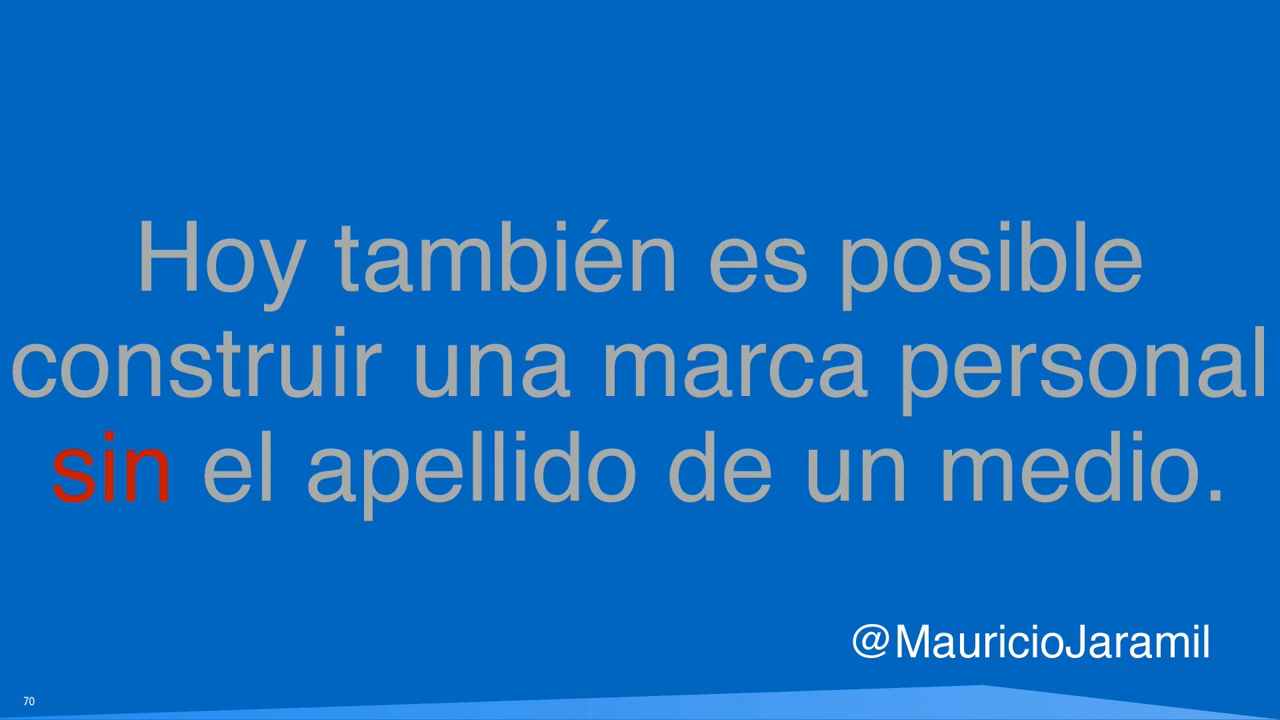 Hoy también es posible
construir una marca personal
sin el apellido de un medio.
@MauricioJaramil
70